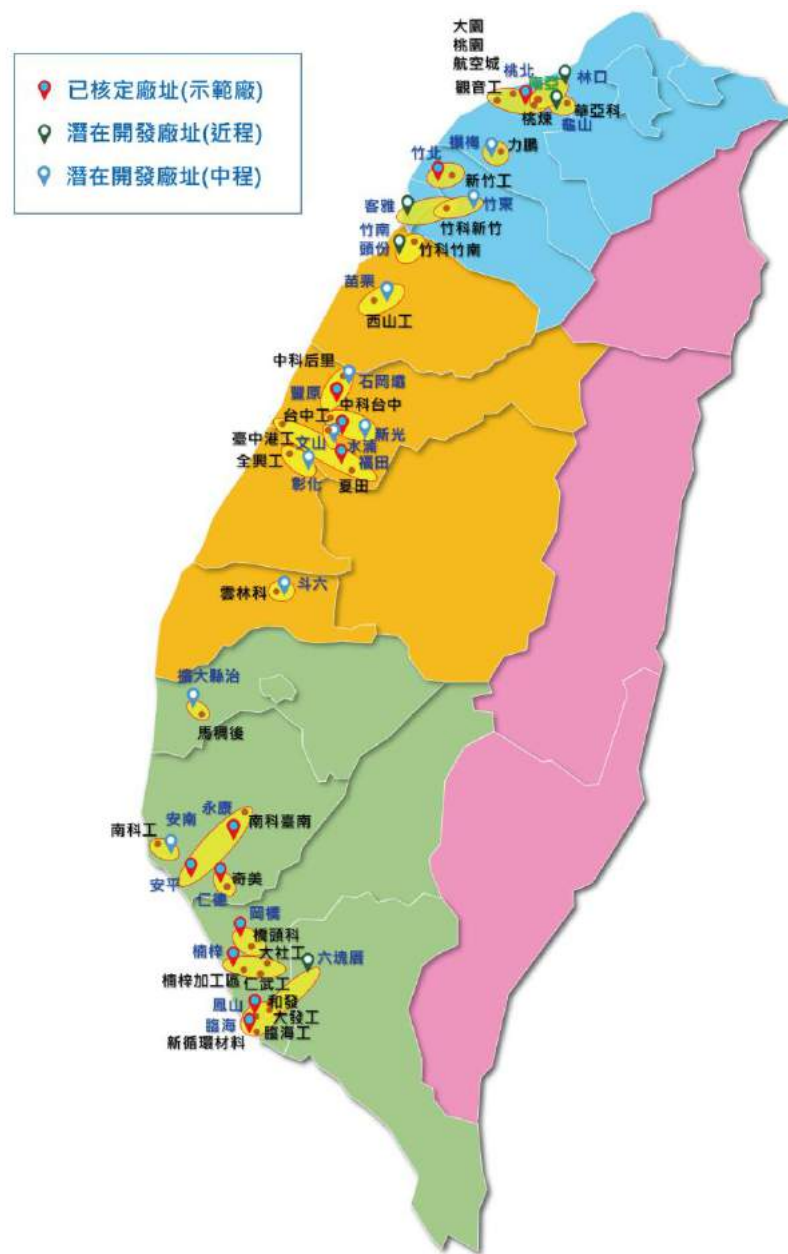 已核定廠址(示範廠)
潛在開發廠址(近程)
潛在開發廠址(中程)
大園
桃園
航空城
觀音工
桃北
南亞
林口
桃煉
華亞科
龜山
楊梅
力鵬
竹北
新竹工
客雅
竹東
竹科新竹
竹南
頭份
竹科竹南
苗栗
西山工
中科后里
石岡壩
豐原
中科台中
台中工
臺中港工
文山
水湳
新光
全興工
福田
彰化
夏田
斗六
雲林科
擴大縣治
馬稠後
永康
安南
南科臺南
南科工
安平
仁德
奇美
岡橋
橋頭科
楠梓
大社工
六塊厝
楠梓加工區
仁武工
鳳山
和發
大發工
臨海
臨海工
新循環材料